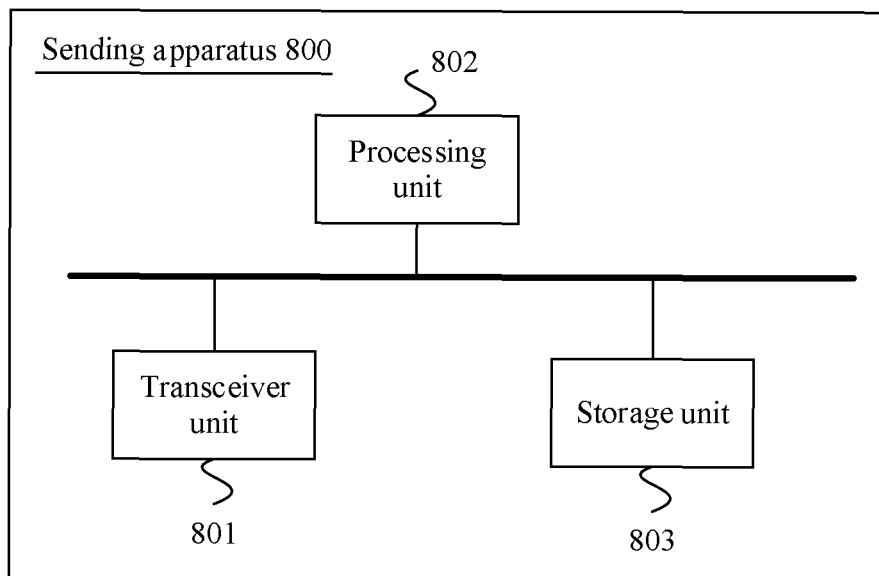 Sending apparatus 800
802
Processing
unit
Transceiver
unit
Storage unit
801
803